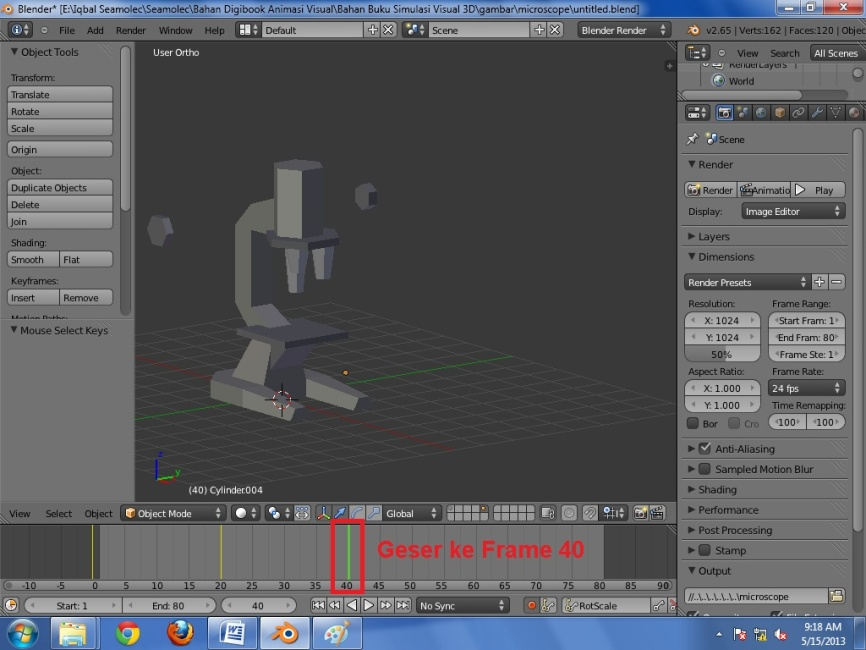 Blender* [E:\Iqbal Seamolec\Seamolec\Bahan Digibook Animasi Visual\Bahan Buku Simulasi Visual 3D\gambar\microscope\untitled.blend]
File Add Render Window Help Default Scene Blender Render v2.65 | Verts:162 | Faces:120 | Objec
Object Tools
Transform:
Translate
Rotate
Scale
Origin
Object:
Duplicate Objects
Delete
Join
Shading:
Smooth Flat
Keyframes:
Insert Remove
Motion Paths:
Mouse Select Keys
User Ortho
z
y
(40) Cylinder.004
View Search All Scenes
RenderLayers
World
Scene
Render
Render Animatio Play
Display: Image Editor
Layers
Dimensions
Render Presets
Resolution: Frame Range:
X: 1024 Start Fram: 1
Y: 1024 End Fram: 80
50% Frame Ste: 1
Aspect Ratio: Frame Rate:
X: 1.000 24 fps
Y: 1.000 Time Remapping:
Bor Cro 100 100
Anti-Aliasing
Sampled Motion Blur
Shading
Performance
Post Processing
Stamp
Output
//..\..\..\..\..\microscope
View Select Object Object Mode Global
Geser ke Frame 40
-10 -5 0 5 10 15 20 25 30 35 40 45 50 55 60 65 70 75 80 85 90
Start: 1 End: 80 40 No Sync RotScale
9:18 AM
5/15/2013